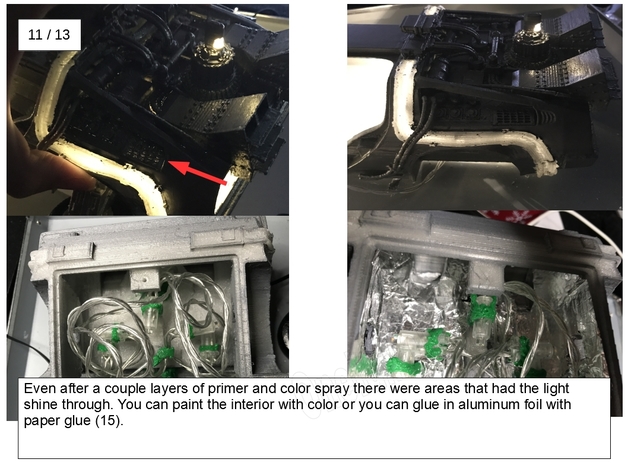 11 / 13
Even after a couple layers of primer and color spray there were areas that had the light
shine through. You can paint the interior with color or you can glue in aluminum foil with
paper glue (15).